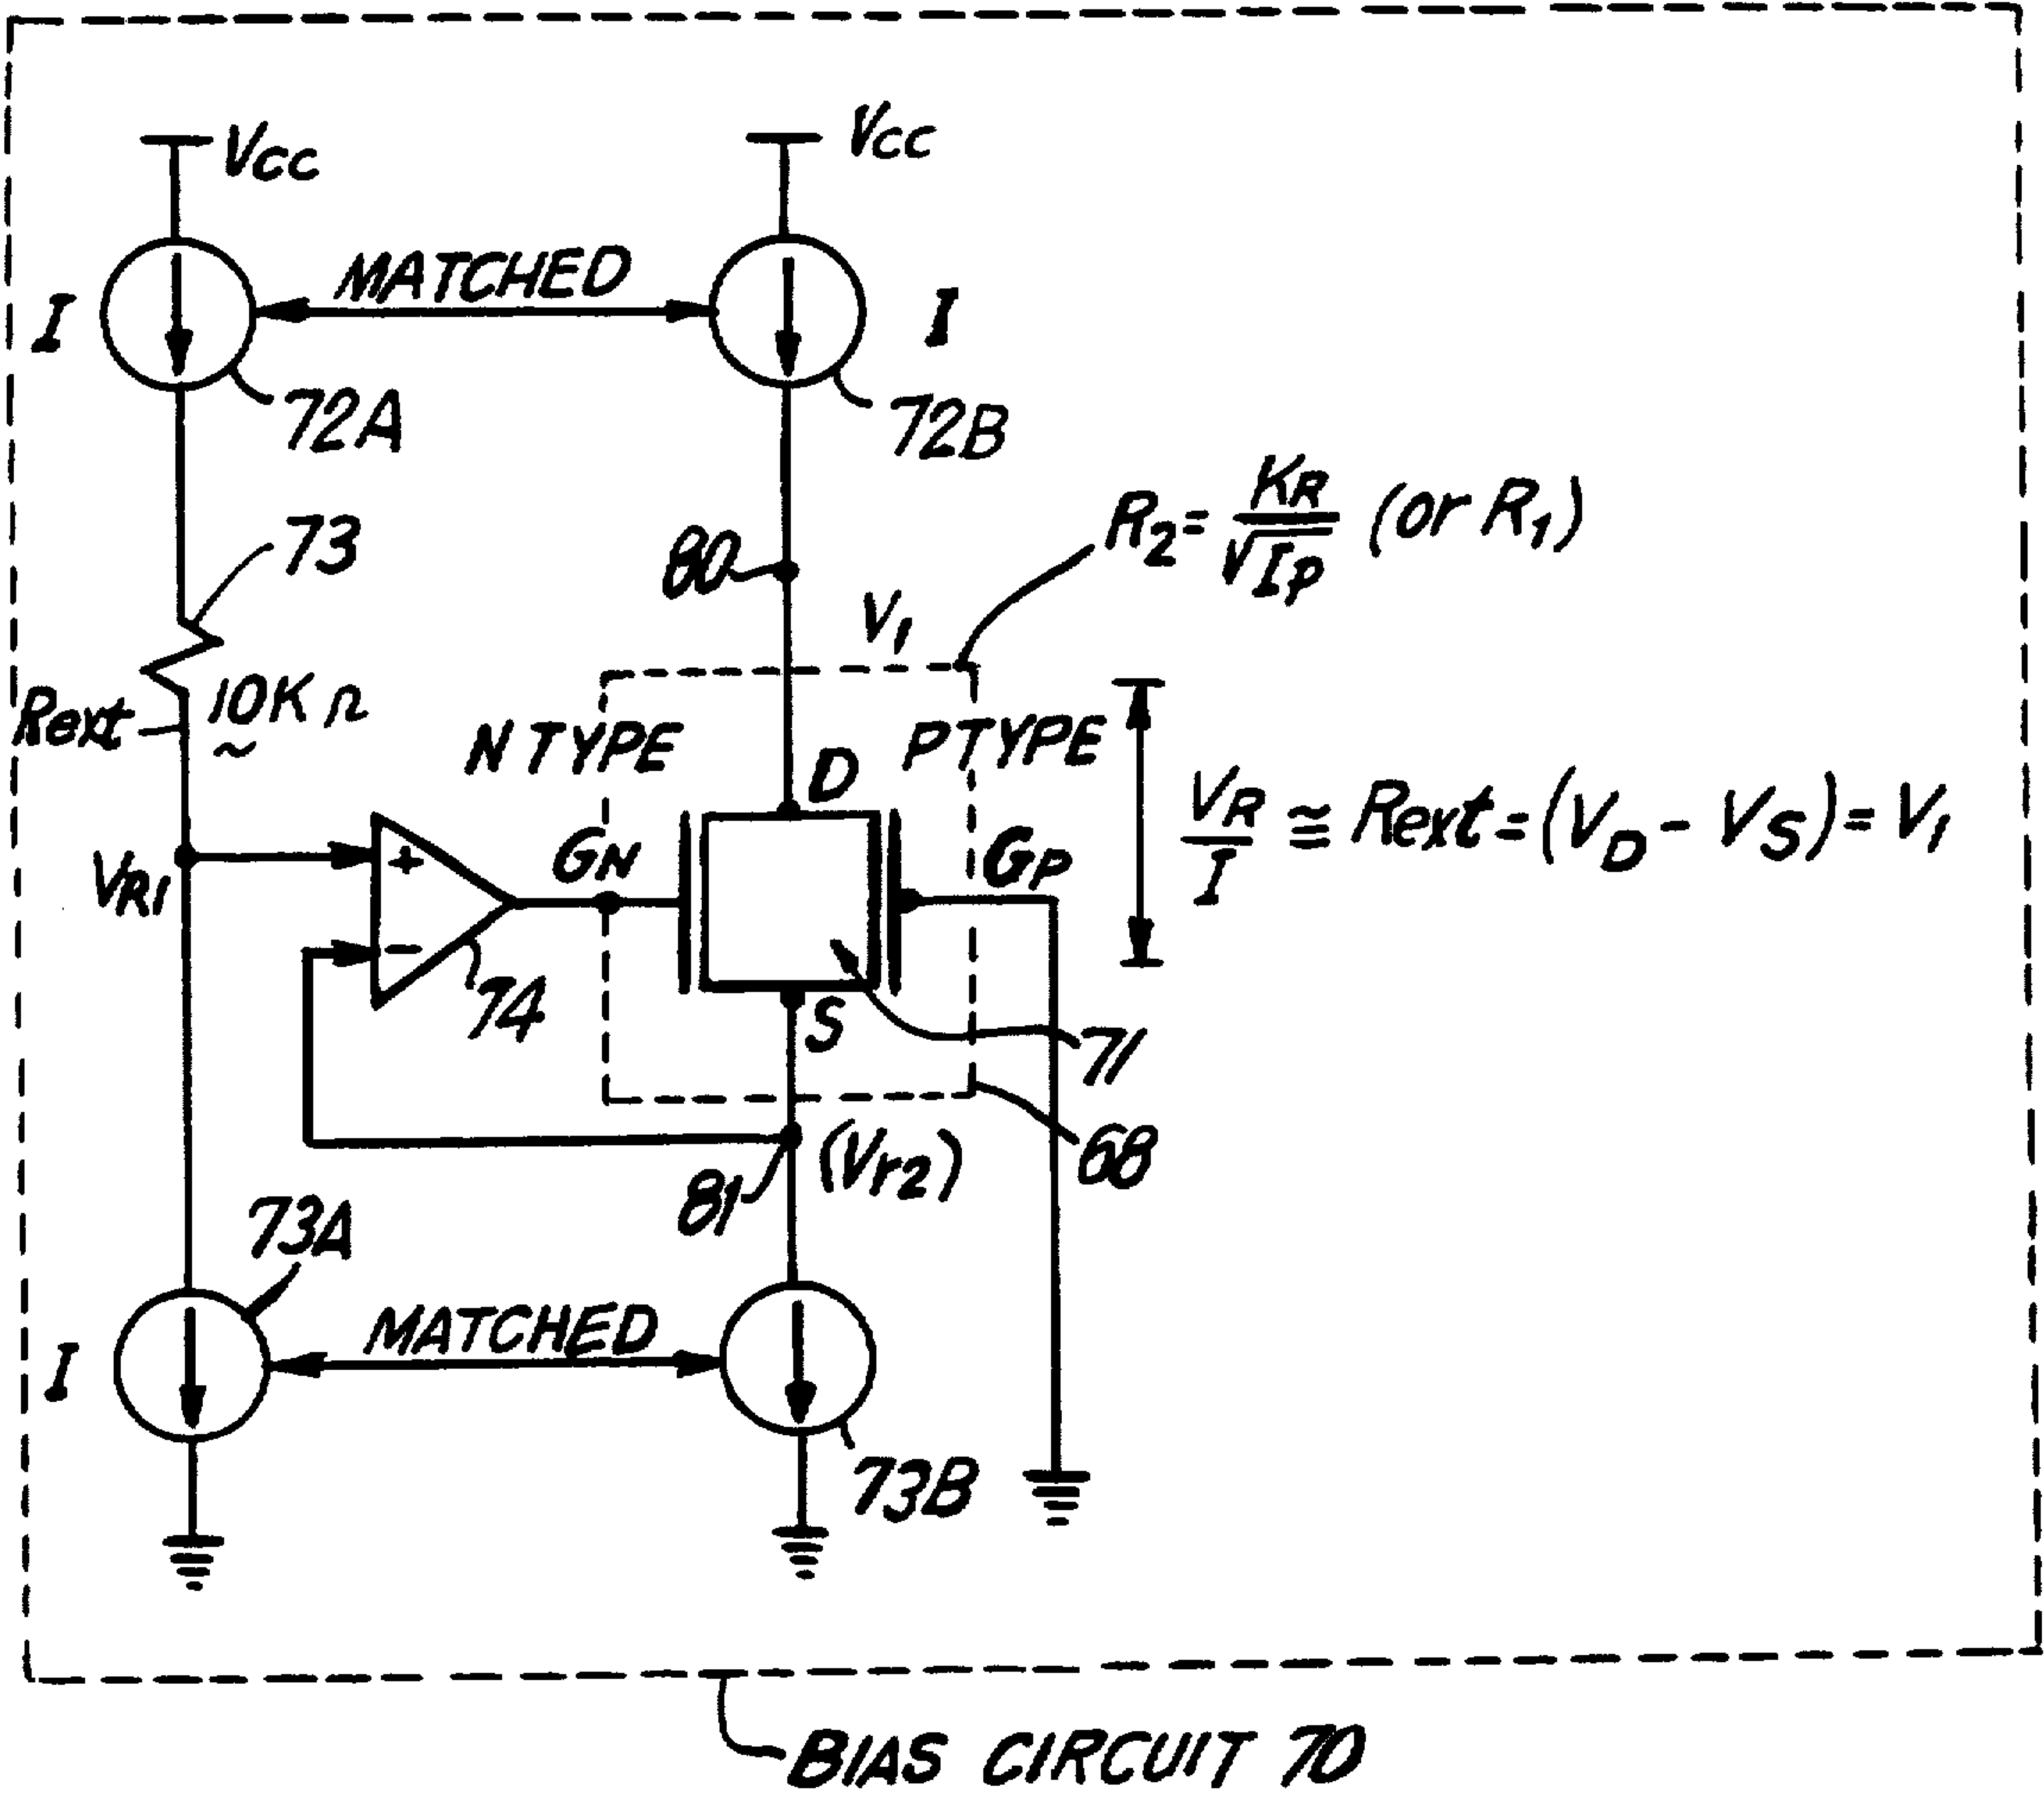 Vcc
Vcc
MATCHED
I
I
72A
72B
R2 = KR / √Ip (or R1)
73
80
V1
Rext
10K Ω
~
N TYPE
P TYPE
D
VR / I ≅ Rext = (VD - VS) = V1
GN
GP
VR1
+
-
74
S
71
68
(Vr2)
81
73A
MATCHED
I
73B
BIAS CIRCUIT 70